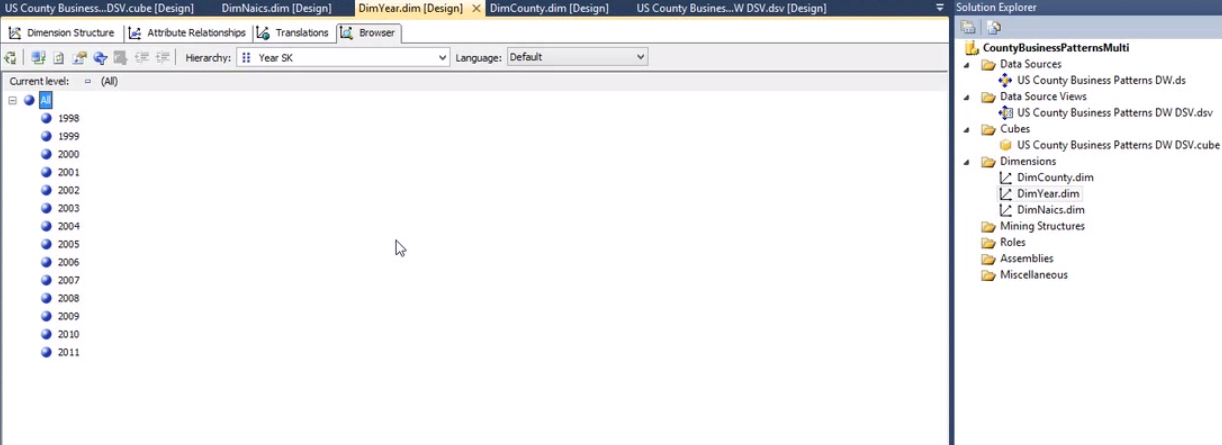 US County Business...DSV.cube [Design] DimNaics.dim [Design] DimYear.dim [Design] DimCounty.dim [Design] US County Busines...W DSV.dsv [Design]
Dimension Structure Attribute Relationships Translations Browser
Hierarchy: Year SK Language: Default
Current level: (All)
All
1998
1999
2000
2001
2002
2003
2004
2005
2006
2007
2008
2009
2010
2011
Solution Explorer
CountyBusinessPatternsMulti
Data Sources
US County Business Patterns DW.ds
Data Source Views
US County Business Patterns DW DSV.dsv
Cubes
US County Business Patterns DW DSV.cube
Dimensions
DimCounty.dim
DimYear.dim
DimNaics.dim
Mining Structures
Roles
Assemblies
Miscellaneous